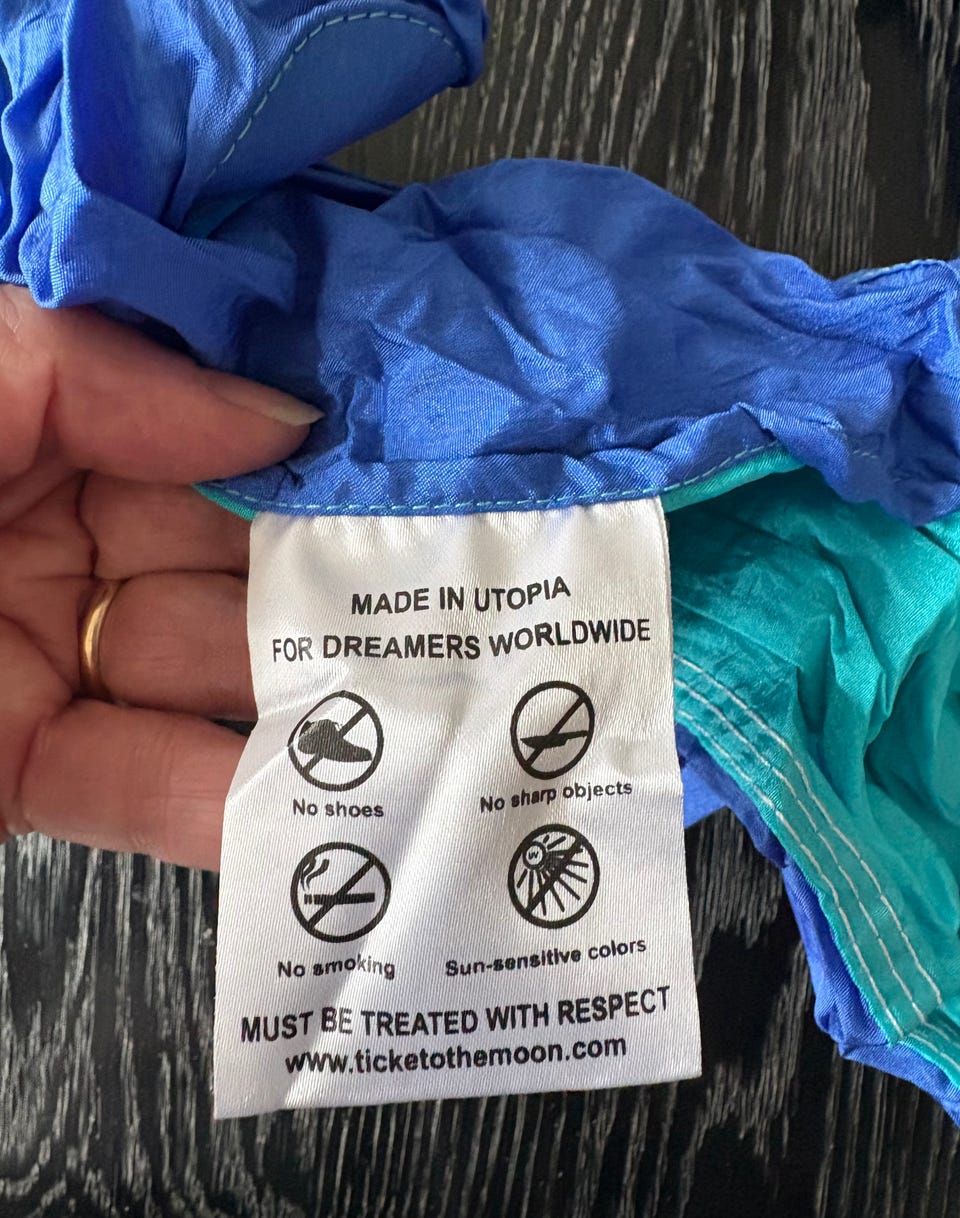 MADE IN UTOPIA
FOR DREAMERS WORLDWIDE
No shoes
No sharp objects
W
No smoking
Sun-sensitive colors
MUST BE TREATED WITH RESPECT
www.ticketothemoon.com